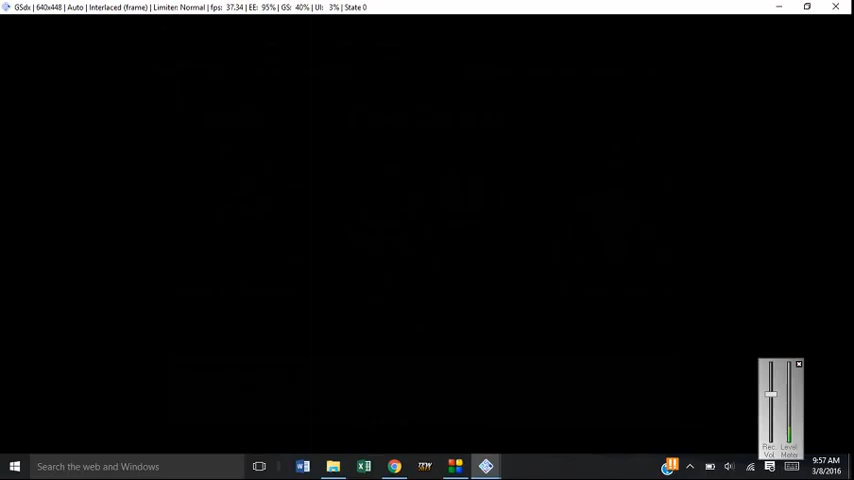 GSdx | 640x448 | Auto | Interlaced (frame) | Limiter: Normal | fps: 37.34 | EE: 95% | GS: 40% | UI: 3% | State 0
Rec. Level
Vol Meter
Search the web and Windows
9:57 AM
3/8/2016